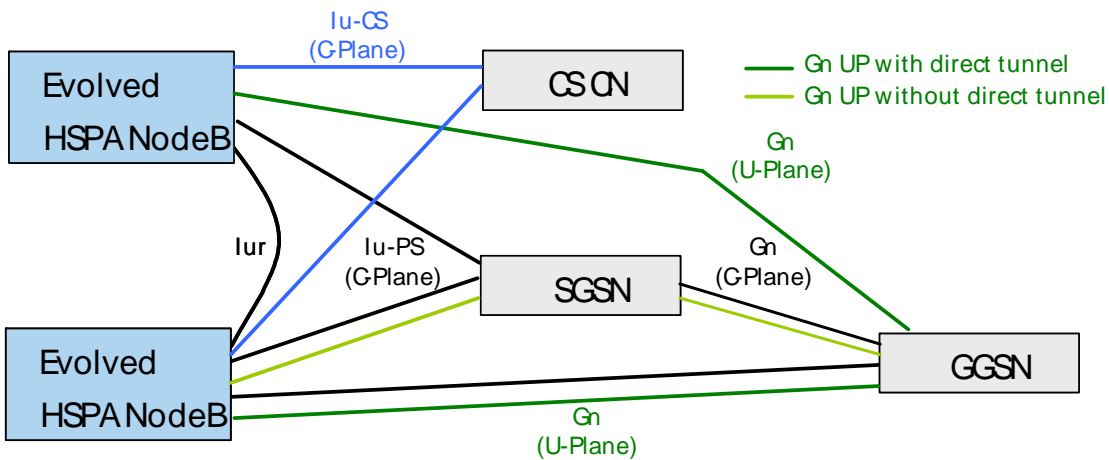 Iu-CS
(C-Plane)
Evolved
HSPA NodeB
CS CN
Gn UP with direct tunnel
Gn UP without direct tunnel
Gn
(U-Plane)
Iur
Iu-PS
(C-Plane)
Gn
(C-Plane)
SGSN
Evolved
HSPA NodeB
GGSN
Gn
(U-Plane)